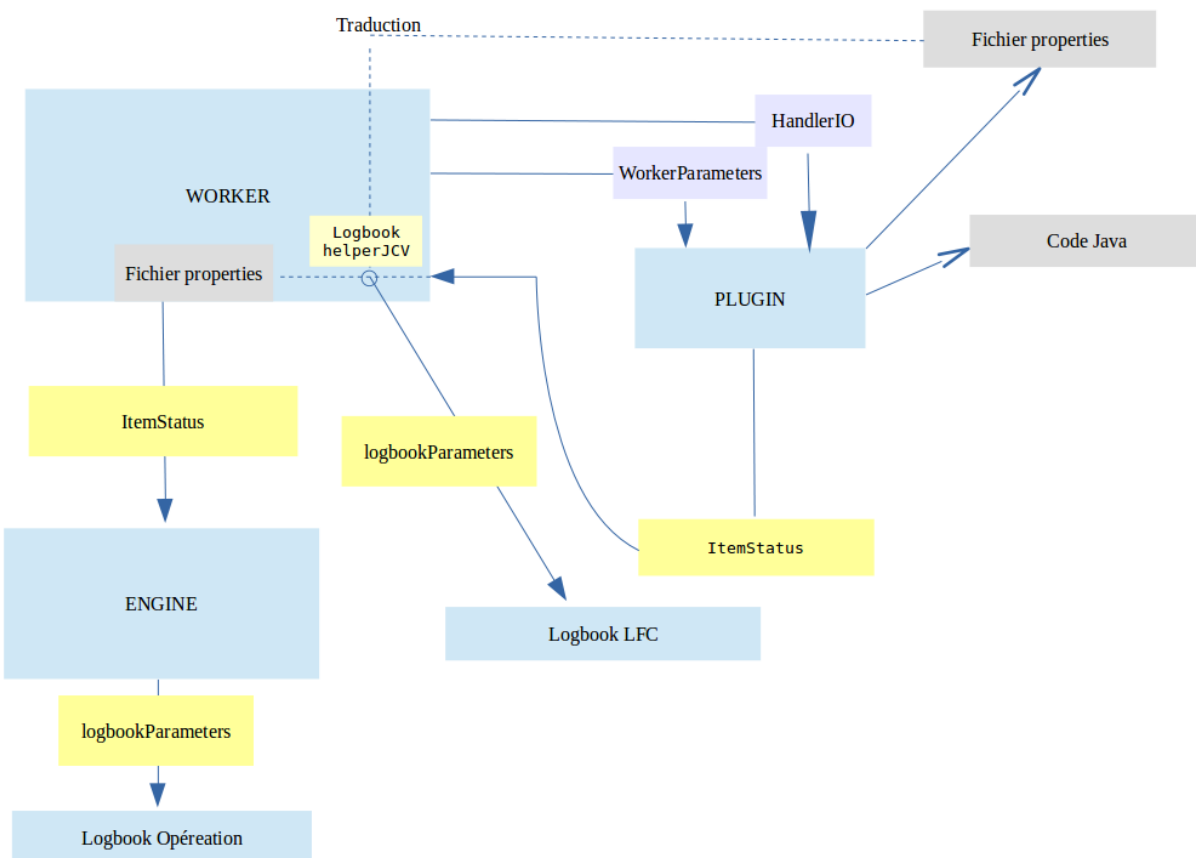 Traduction
Fichier properties
HandlerIO
WorkerParameters
WORKER
Logbook
helperJCV
Fichier properties
Code Java
PLUGIN
ItemStatus
logbookParameters
ItemStatus
ENGINE
Logbook LFC
logbookParameters
Logbook Opéreation